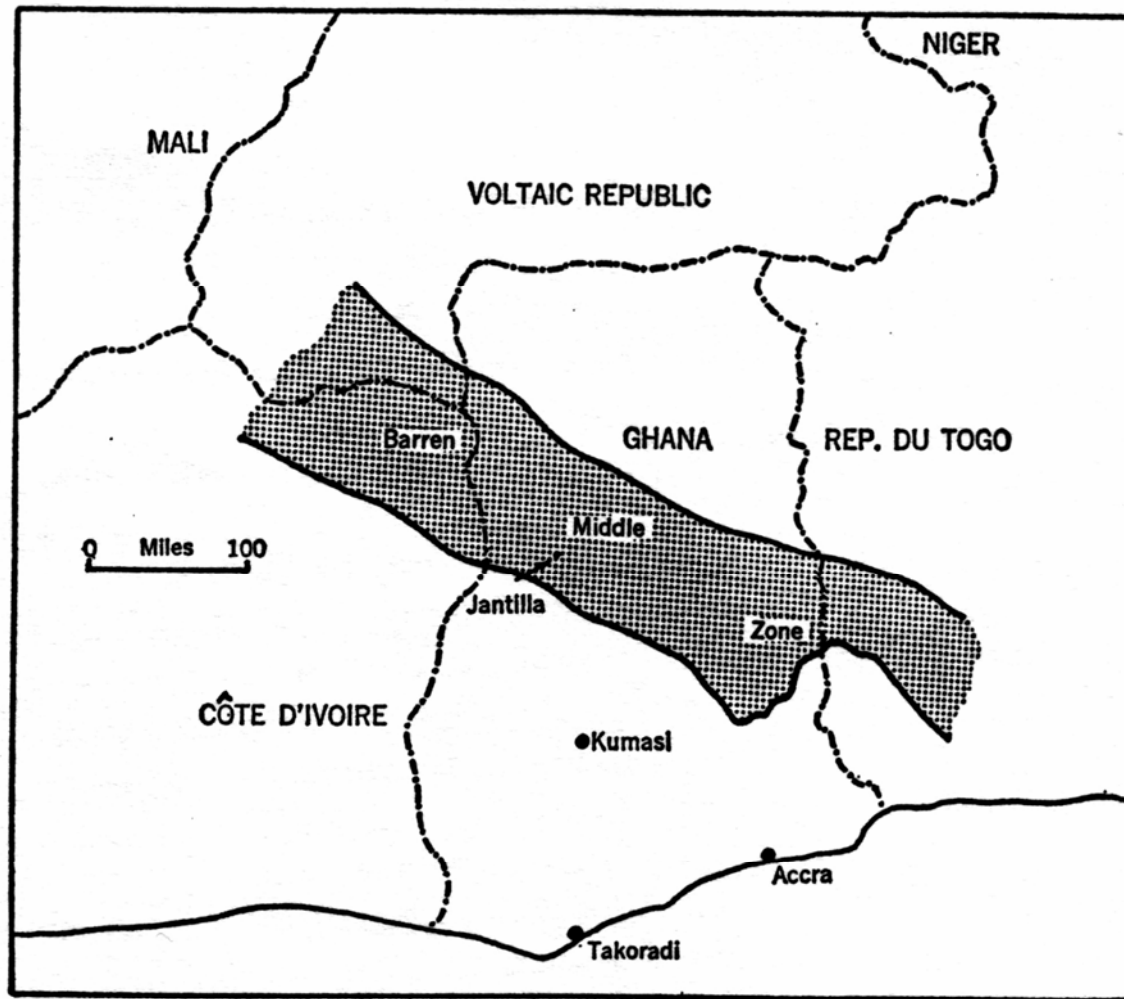 NIGER
MALI
VOLTAIC REPUBLIC
Barren
GHANA
REP. DU TOGO
Middle
0 Miles 100
Jantilla
Zone
CÔTE D'IVOIRE
Kumasi
Accra
Takoradi